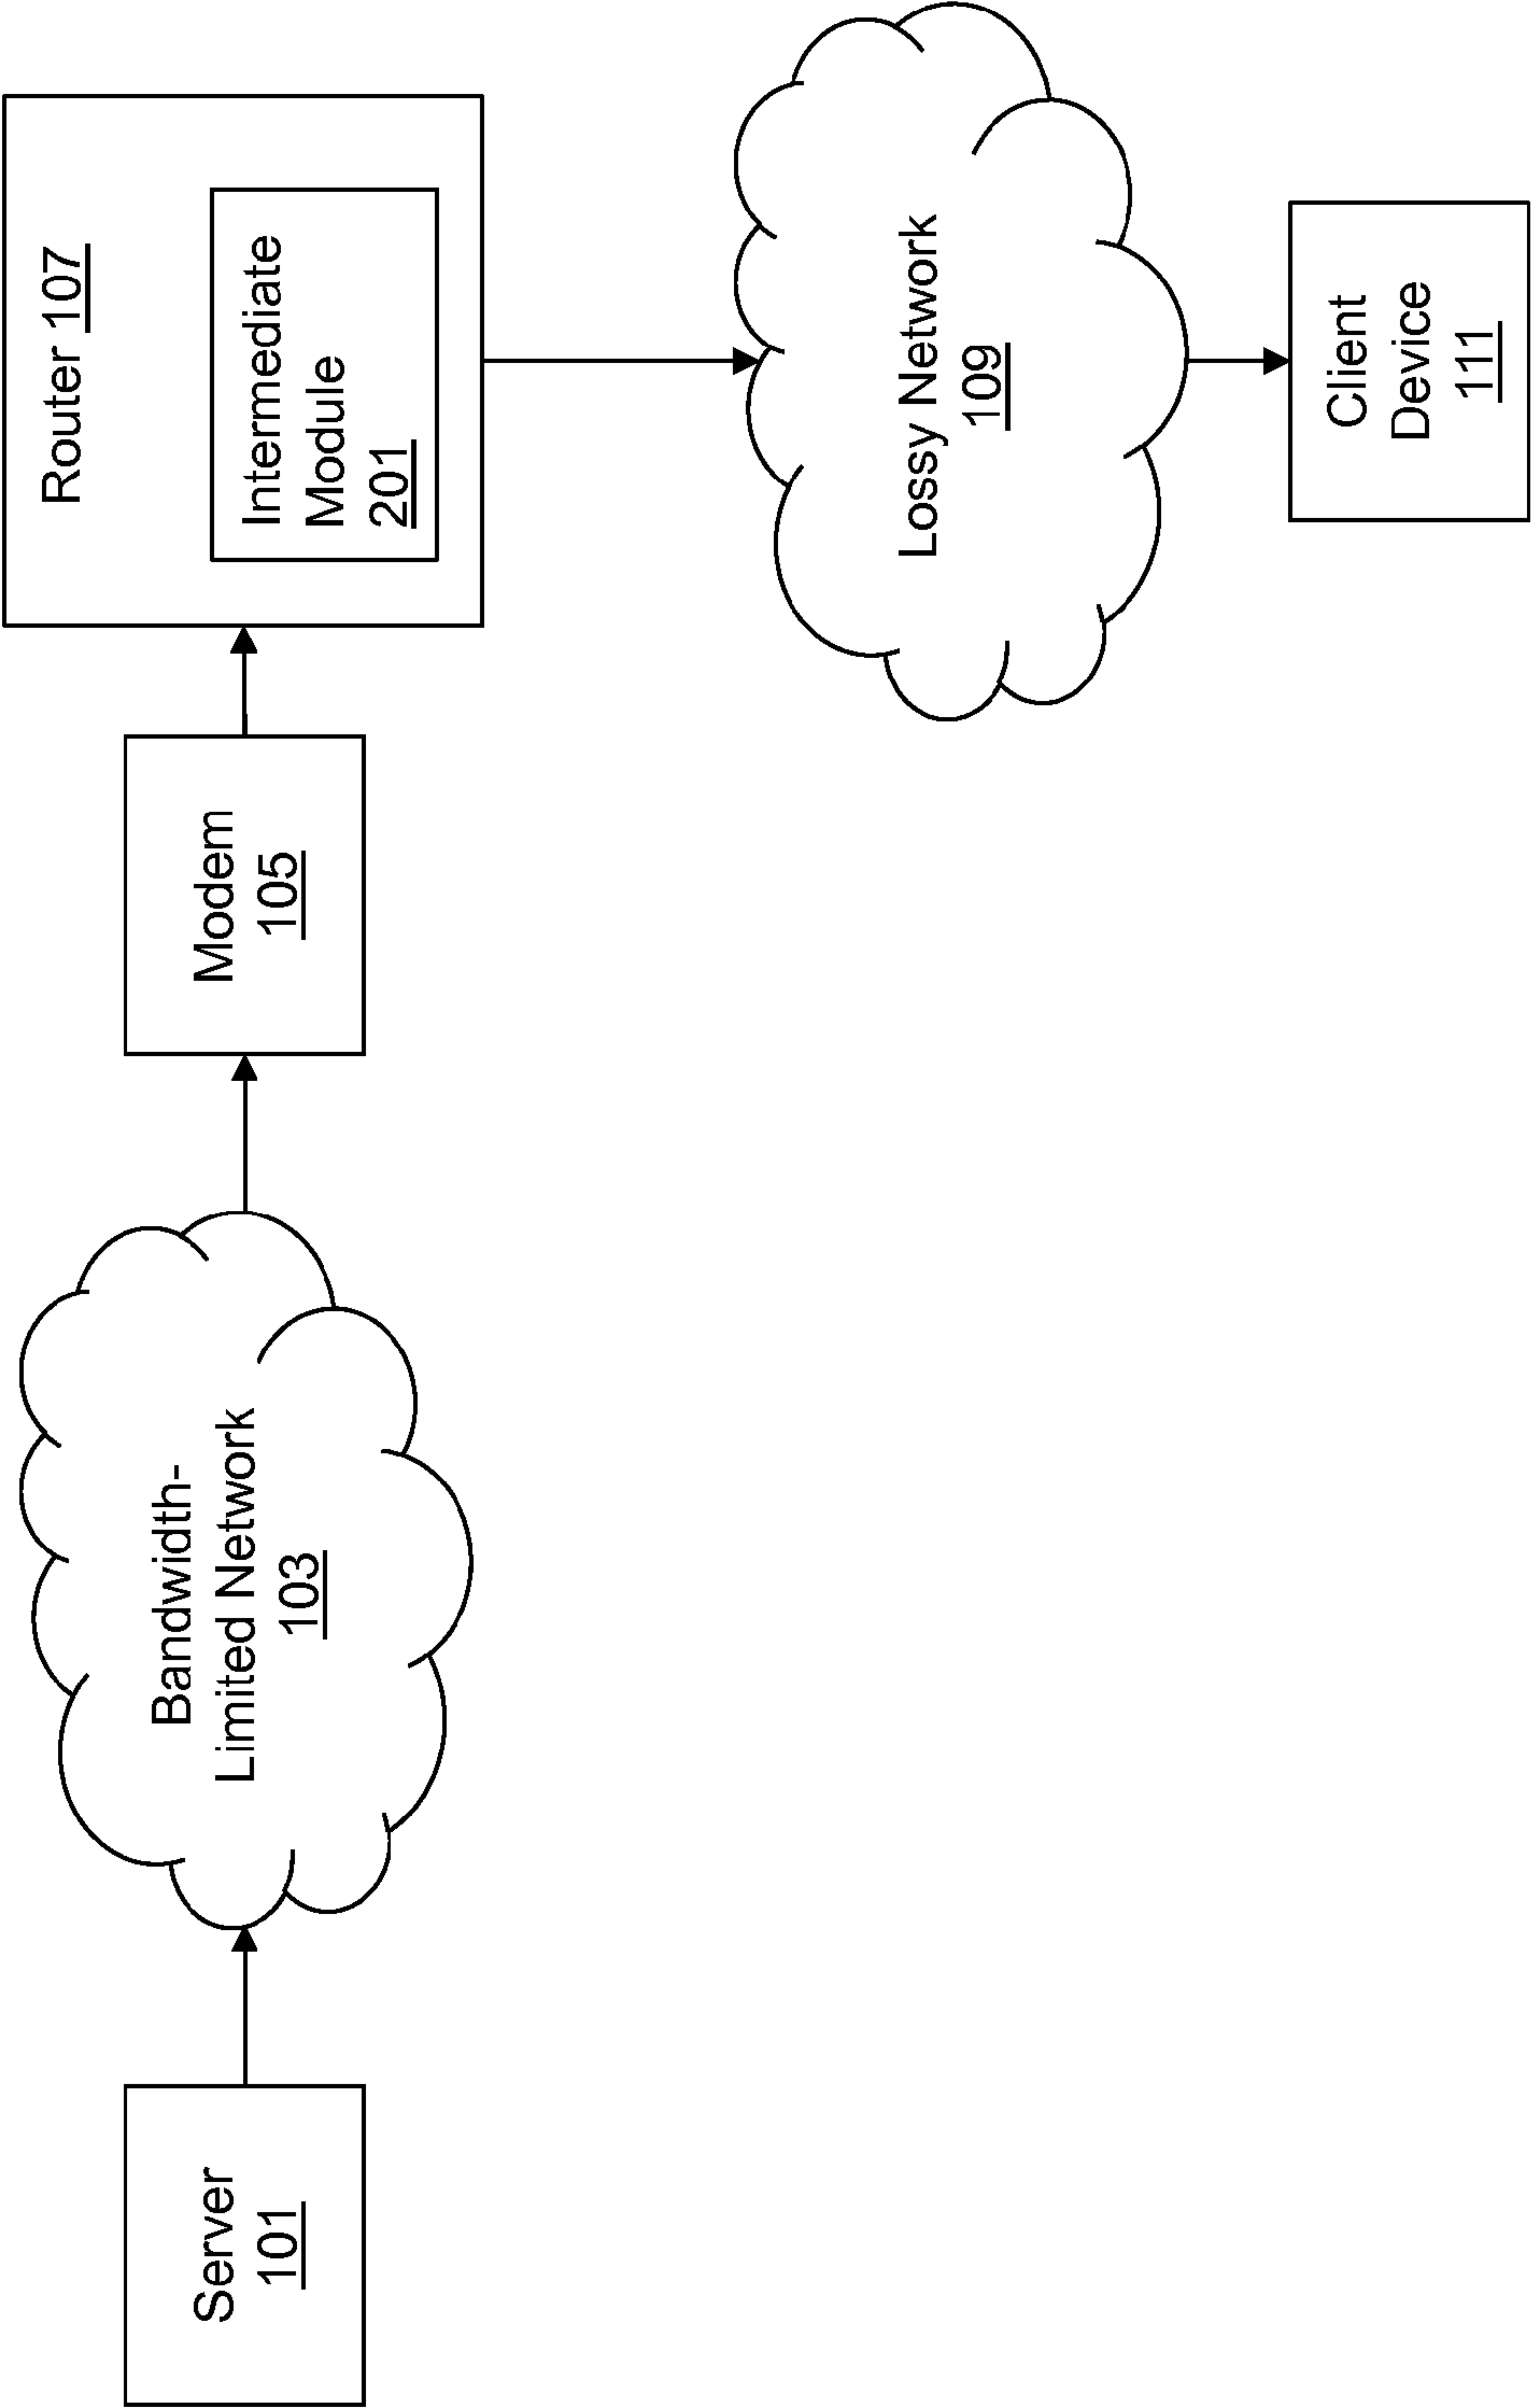 Server
101
Bandwidth-
Limited Network
103
Modem
105
Router 107
Intermediate
Module
201
Lossy Network
109
Client
Device
111